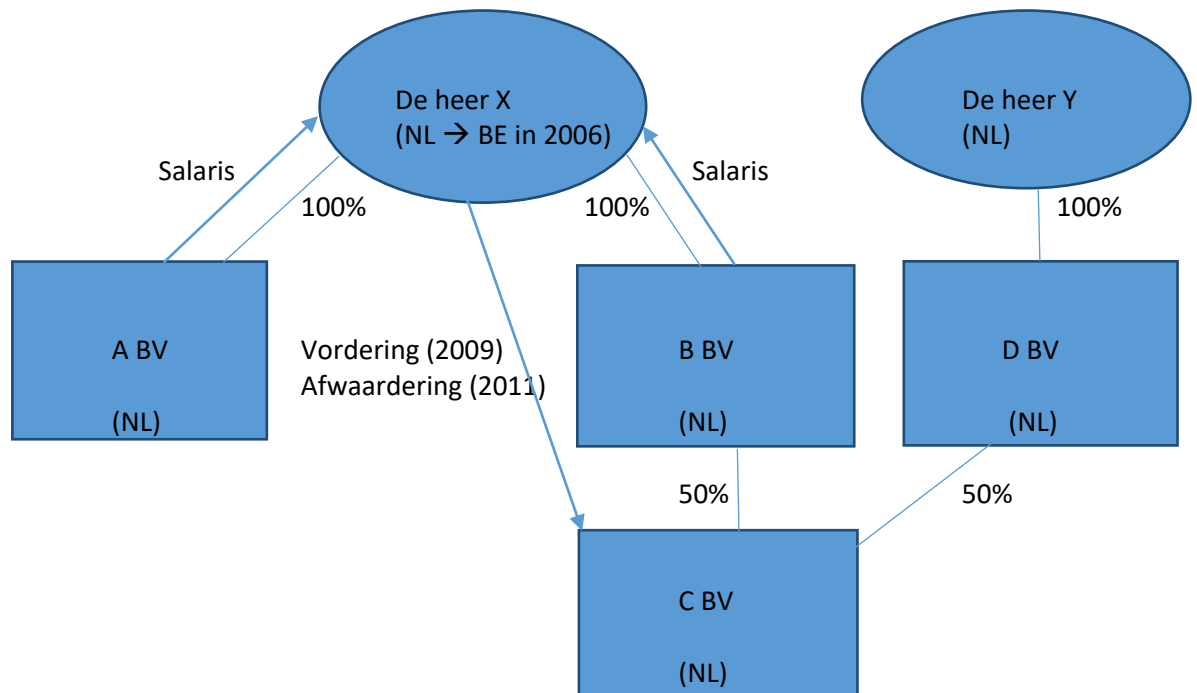 De heer X
(NL → BE in 2006)
De heer Y
(NL)
Salaris
Salaris
100%
100%
100%
A BV
(NL)
Vordering (2009)
Afwaardering (2011)
B BV
(NL)
D BV
(NL)
50%
50%
C BV
(NL)